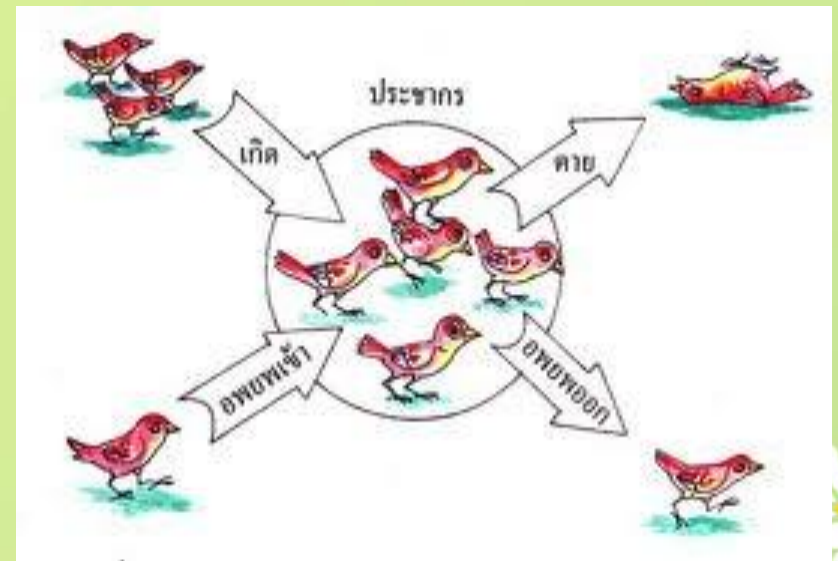 ประชากร
เกิด
ตาย
อพยพเข้า
อพยพออก